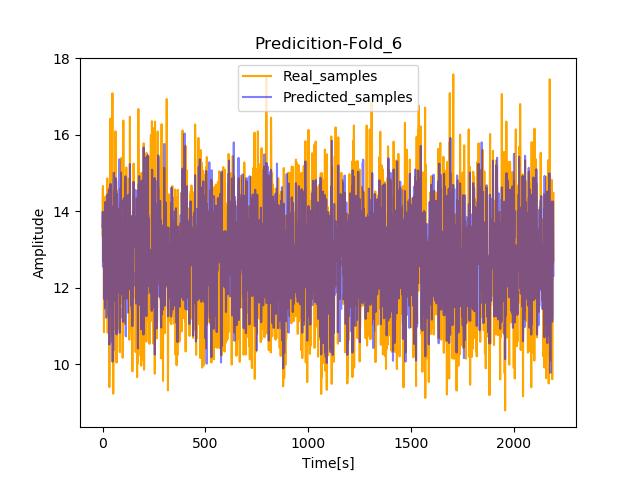 Predicition-Fold_6
Real_samples
Predicted_samples
18
16
14
12
10
Amplitude
0
500
1000
1500
2000
Time[s]